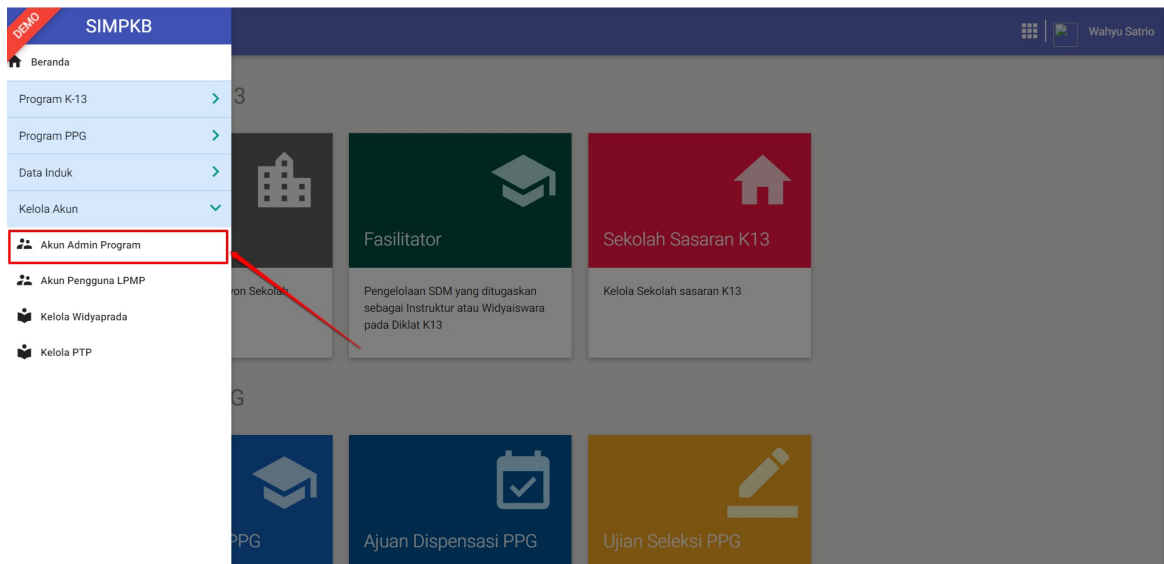 DEMO
SIMPKB
Wahyu Satrio
Beranda
Program K-13
Program PPG
Data Induk
Kelola Akun
Akun Admin Program
Akun Pengguna LPMP
Kelola Widyaprada
Kelola PTP
3
Fasilitator
Sekolah Sasaran K13
Sekolah
Pengelolaan SDM yang ditugaskan
sebagai Instruktur atau Widyaiswara
pada Diklat K13
Kelola Sekolah sasaran K13
G
PPG
Ajuan Dispensasi PPG
Ujian Seleksi PPG